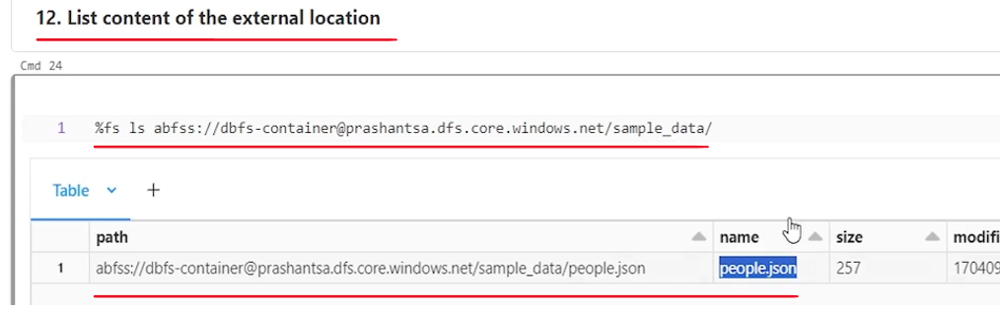 12. List content of the external location
Cmd 24
1 %fs ls abfss://dbfs-container@prashantsa.dfs.core.windows.net/sample_data/
Table
path name size modifi
1 abfss://dbfs-container@prashantsa.dfs.core.windows.net/sample_data/people.json people.json 257 170409